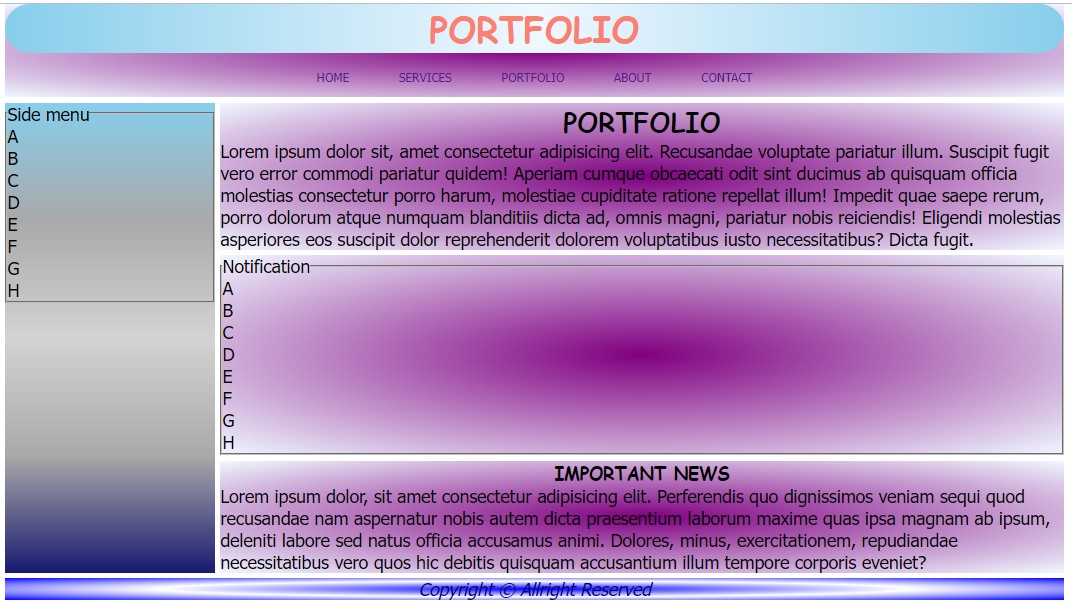 PORTFOLIO
HOME SERVICES PORTFOLIO ABOUT CONTACT
Side menu
A
B
C
D
E
F
G
H
PORTFOLIO
Lorem ipsum dolor sit, amet consectetur adipisicing elit. Recusandae voluptate pariatur illum. Suscipit fugit
vero error commodi pariatur quidem! Aperiam cumque obcaecati odit sint ducimus ab quisquam officia
molestias consectetur porro harum, molestiae cupiditate ratione repellat illum! Impedit quae saepe rerum,
porro dolorum atque numquam blanditiis dicta ad, omnis magni, pariatur nobis reiciendis! Eligendi molestias
asperiores eos suscipit dolor reprehenderit dolorem voluptatibus iusto necessitatibus? Dicta fugit.
Notification
A
B
C
D
E
F
G
H
IMPORTANT NEWS
Lorem ipsum dolor, sit amet consectetur adipisicing elit. Perferendis quo dignissimos veniam sequi quod
recusandae nam aspernatur nobis autem dicta praesentium laborum maxime quas ipsa magnam ab ipsum,
deleniti labore sed natus officia accusamus animi. Dolores, minus, exercitationem, repudiandae
necessitatibus vero quos hic debitis quisquam accusantium illum tempore corporis eveniet?
Copyright © Allright Reserved